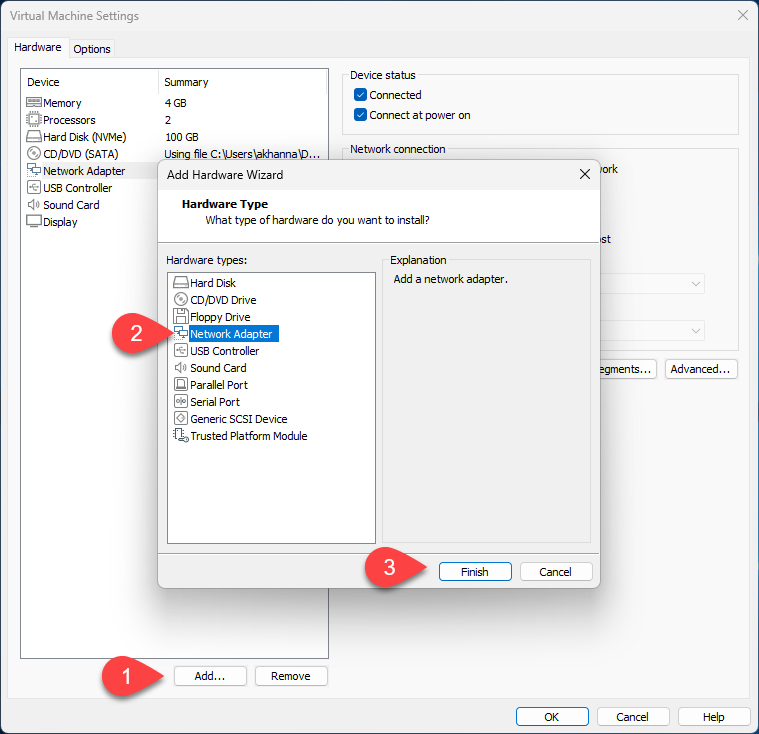 Virtual Machine Settings
Hardware
Options
Device
Summary
Memory
4 GB
Processors
2
Hard Disk (NVMe)
100 GB
CD/DVD (SATA)
Using file C:\Users\akhanna\D...
Network Adapter
USB Controller
Sound Card
Display
Device status
Connected
Connect at power on
Network connection
Add Hardware Wizard
Hardware Type
What type of hardware do you want to install?
Hardware types:
Hard Disk
CD/DVD Drive
Floppy Drive
2
Network Adapter
USB Controller
Sound Card
Parallel Port
Serial Port
Generic SCSI Device
Trusted Platform Module
Explanation
Add a network adapter.
3
Finish
Cancel
Advanced...
1
Add...
Remove
OK
Cancel
Help